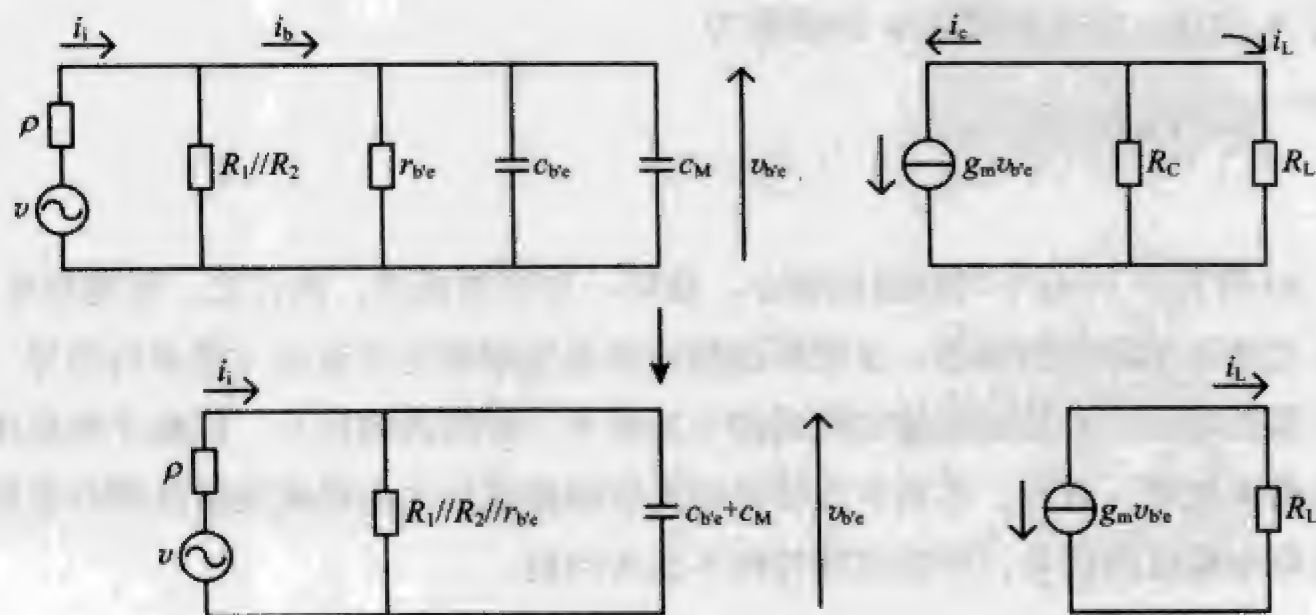 i_i i_b i_c i_L
ρ R_1//R_2 r_b'e c_b'e c_M v_b'e g_m v_b'e R_C R_L
v
i_i i_L
ρ R_1//R_2//r_b'e c_b'e+c_M v_b'e g_m v_b'e R_L
v